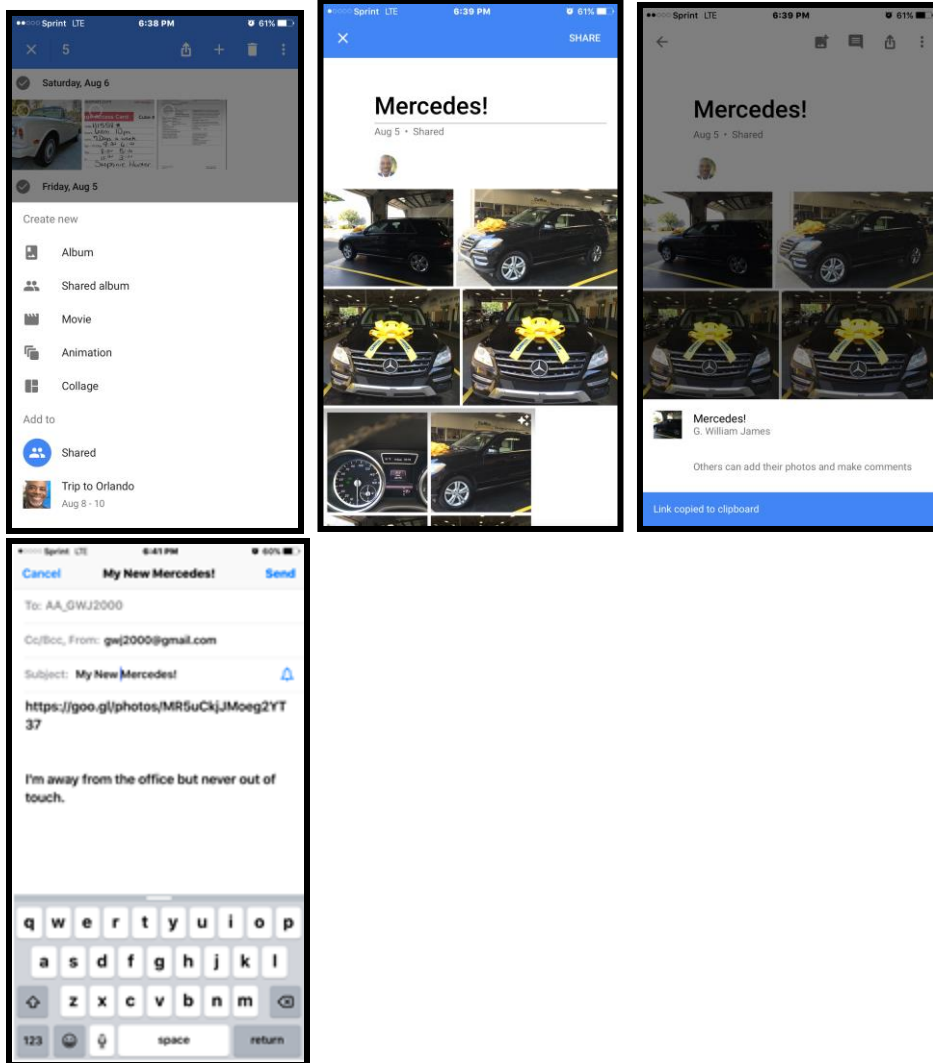 Sprint LTE 6:38 PM 61%
5
Saturday, Aug 6
Friday, Aug 5
Create new
Album
Shared album
Movie
Animation
Collage
Add to
Shared
Trip to Orlando
Aug 8 - 10
Sprint LTE 6:39 PM 61%
SHARE
Mercedes!
Aug 5 • Shared
Sprint LTE 6:39 PM 61%
Mercedes!
Aug 5 • Shared
Mercedes!
G. William James
Others can add their photos and make comments
Link copied to clipboard
Sprint LTE 6:41 PM 60%
Cancel My New Mercedes! Send
To: AA_GWJ2000
Cc/Bcc, From: gwj2000@gmail.com
Subject: My New Mercedes!
https://goo.gl/photos/MR5uCkjJMoeg2YT
37
I'm away from the office but never out of
touch.
q w e r t y u i o p
a s d f g h j k l
z x c v b n m
123 space return